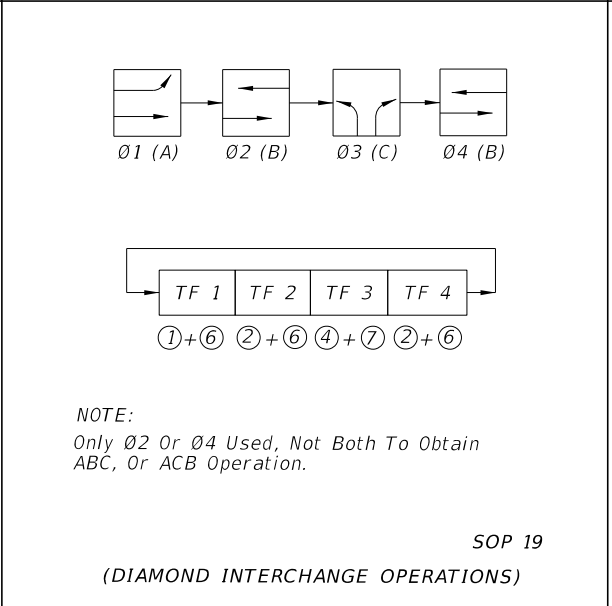 Ø1 (A) Ø2 (B) Ø3 (C) Ø4 (B)
TF 1 TF 2 TF 3 TF 4
1+6 2+6 4+7 2+6
NOTE:
Only Ø2 Or Ø4 Used, Not Both To Obtain
ABC, Or ACB Operation.
SOP 19
(DIAMOND INTERCHANGE OPERATIONS)